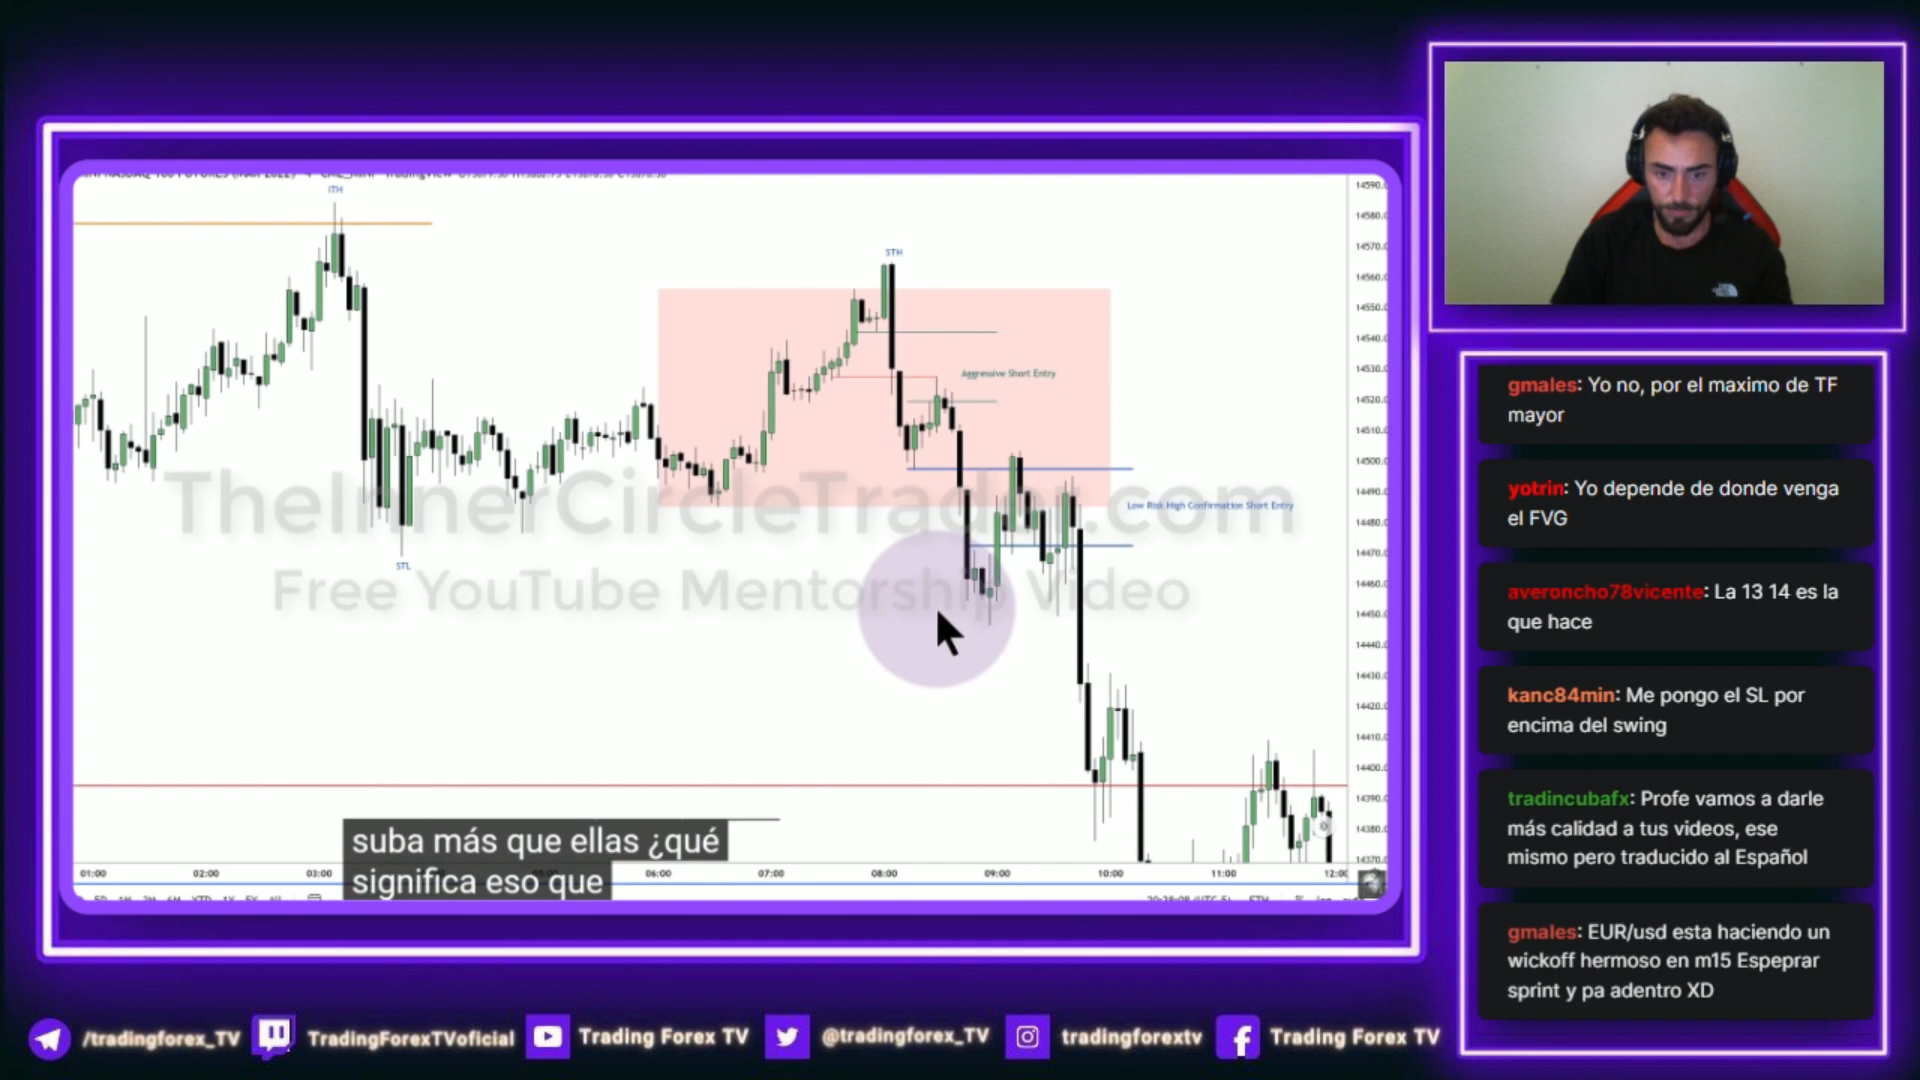 ITH
STH
Aggressive Short Entry
Low Risk High Confirmation Short Entry
STL
TheInnerCircleTrader.com
Free YouTube Mentorship Video
14590.0
14580.0
14570.0
14560.0
14550.0
14540.0
14530.0
14520.0
14510.0
14500.0
14490.0
14480.0
14470.0
14460.0
14450.0
14440.0
14430.0
14420.0
14410.0
14400.0
14390.0
14380.0
14370.0
suba más que ellas ¿qué
significa eso que
01:00 02:00 03:00 06:00 07:00 08:00 09:00 10:00 11:00 12:00
gmales: Yo no, por el maximo de TF
mayor
yotrin: Yo depende de donde venga
el FVG
averoncho78vicente: La 13 14 es la
que hace
kanc84min: Me pongo el SL por
encima del swing
tradincubafx: Profe vamos a darle
más calidad a tus videos, ese
mismo pero traducido al Español
gmales: EUR/usd esta haciendo un
wickoff hermoso en m15 Espeprar
sprint y pa adentro XD
/tradingforex_TV TradingForexTVoficial Trading Forex TV @tradingforex_TV tradingforextv Trading Forex TV